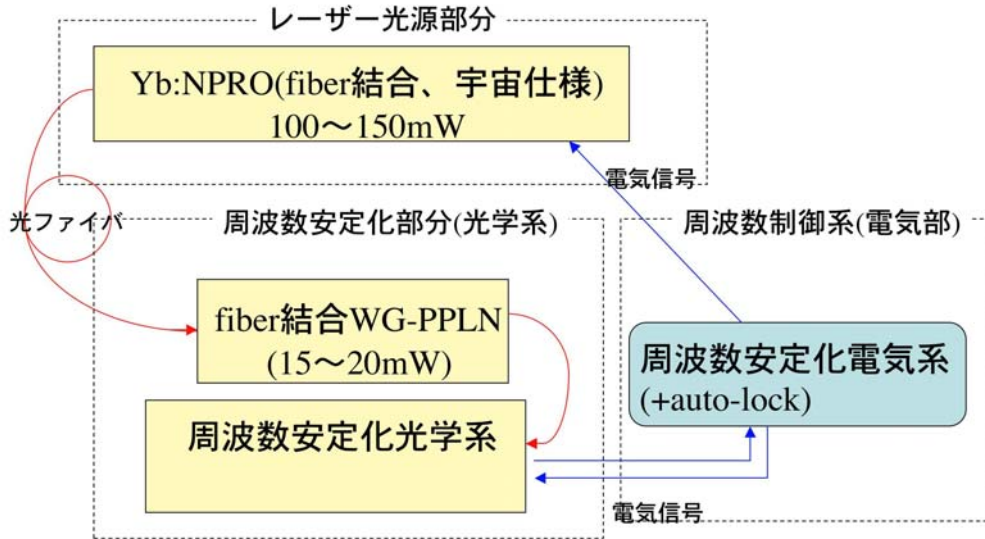 レーザー光源部分
Yb:NPRO(fiber結合、宇宙仕様)
100～150mW
電気信号
光ファイバ
周波数安定化部分(光学系)
周波数制御系(電気部)
fiber結合WG-PPLN
(15～20mW)
周波数安定化電気系
(+auto-lock)
周波数安定化光学系
電気信号